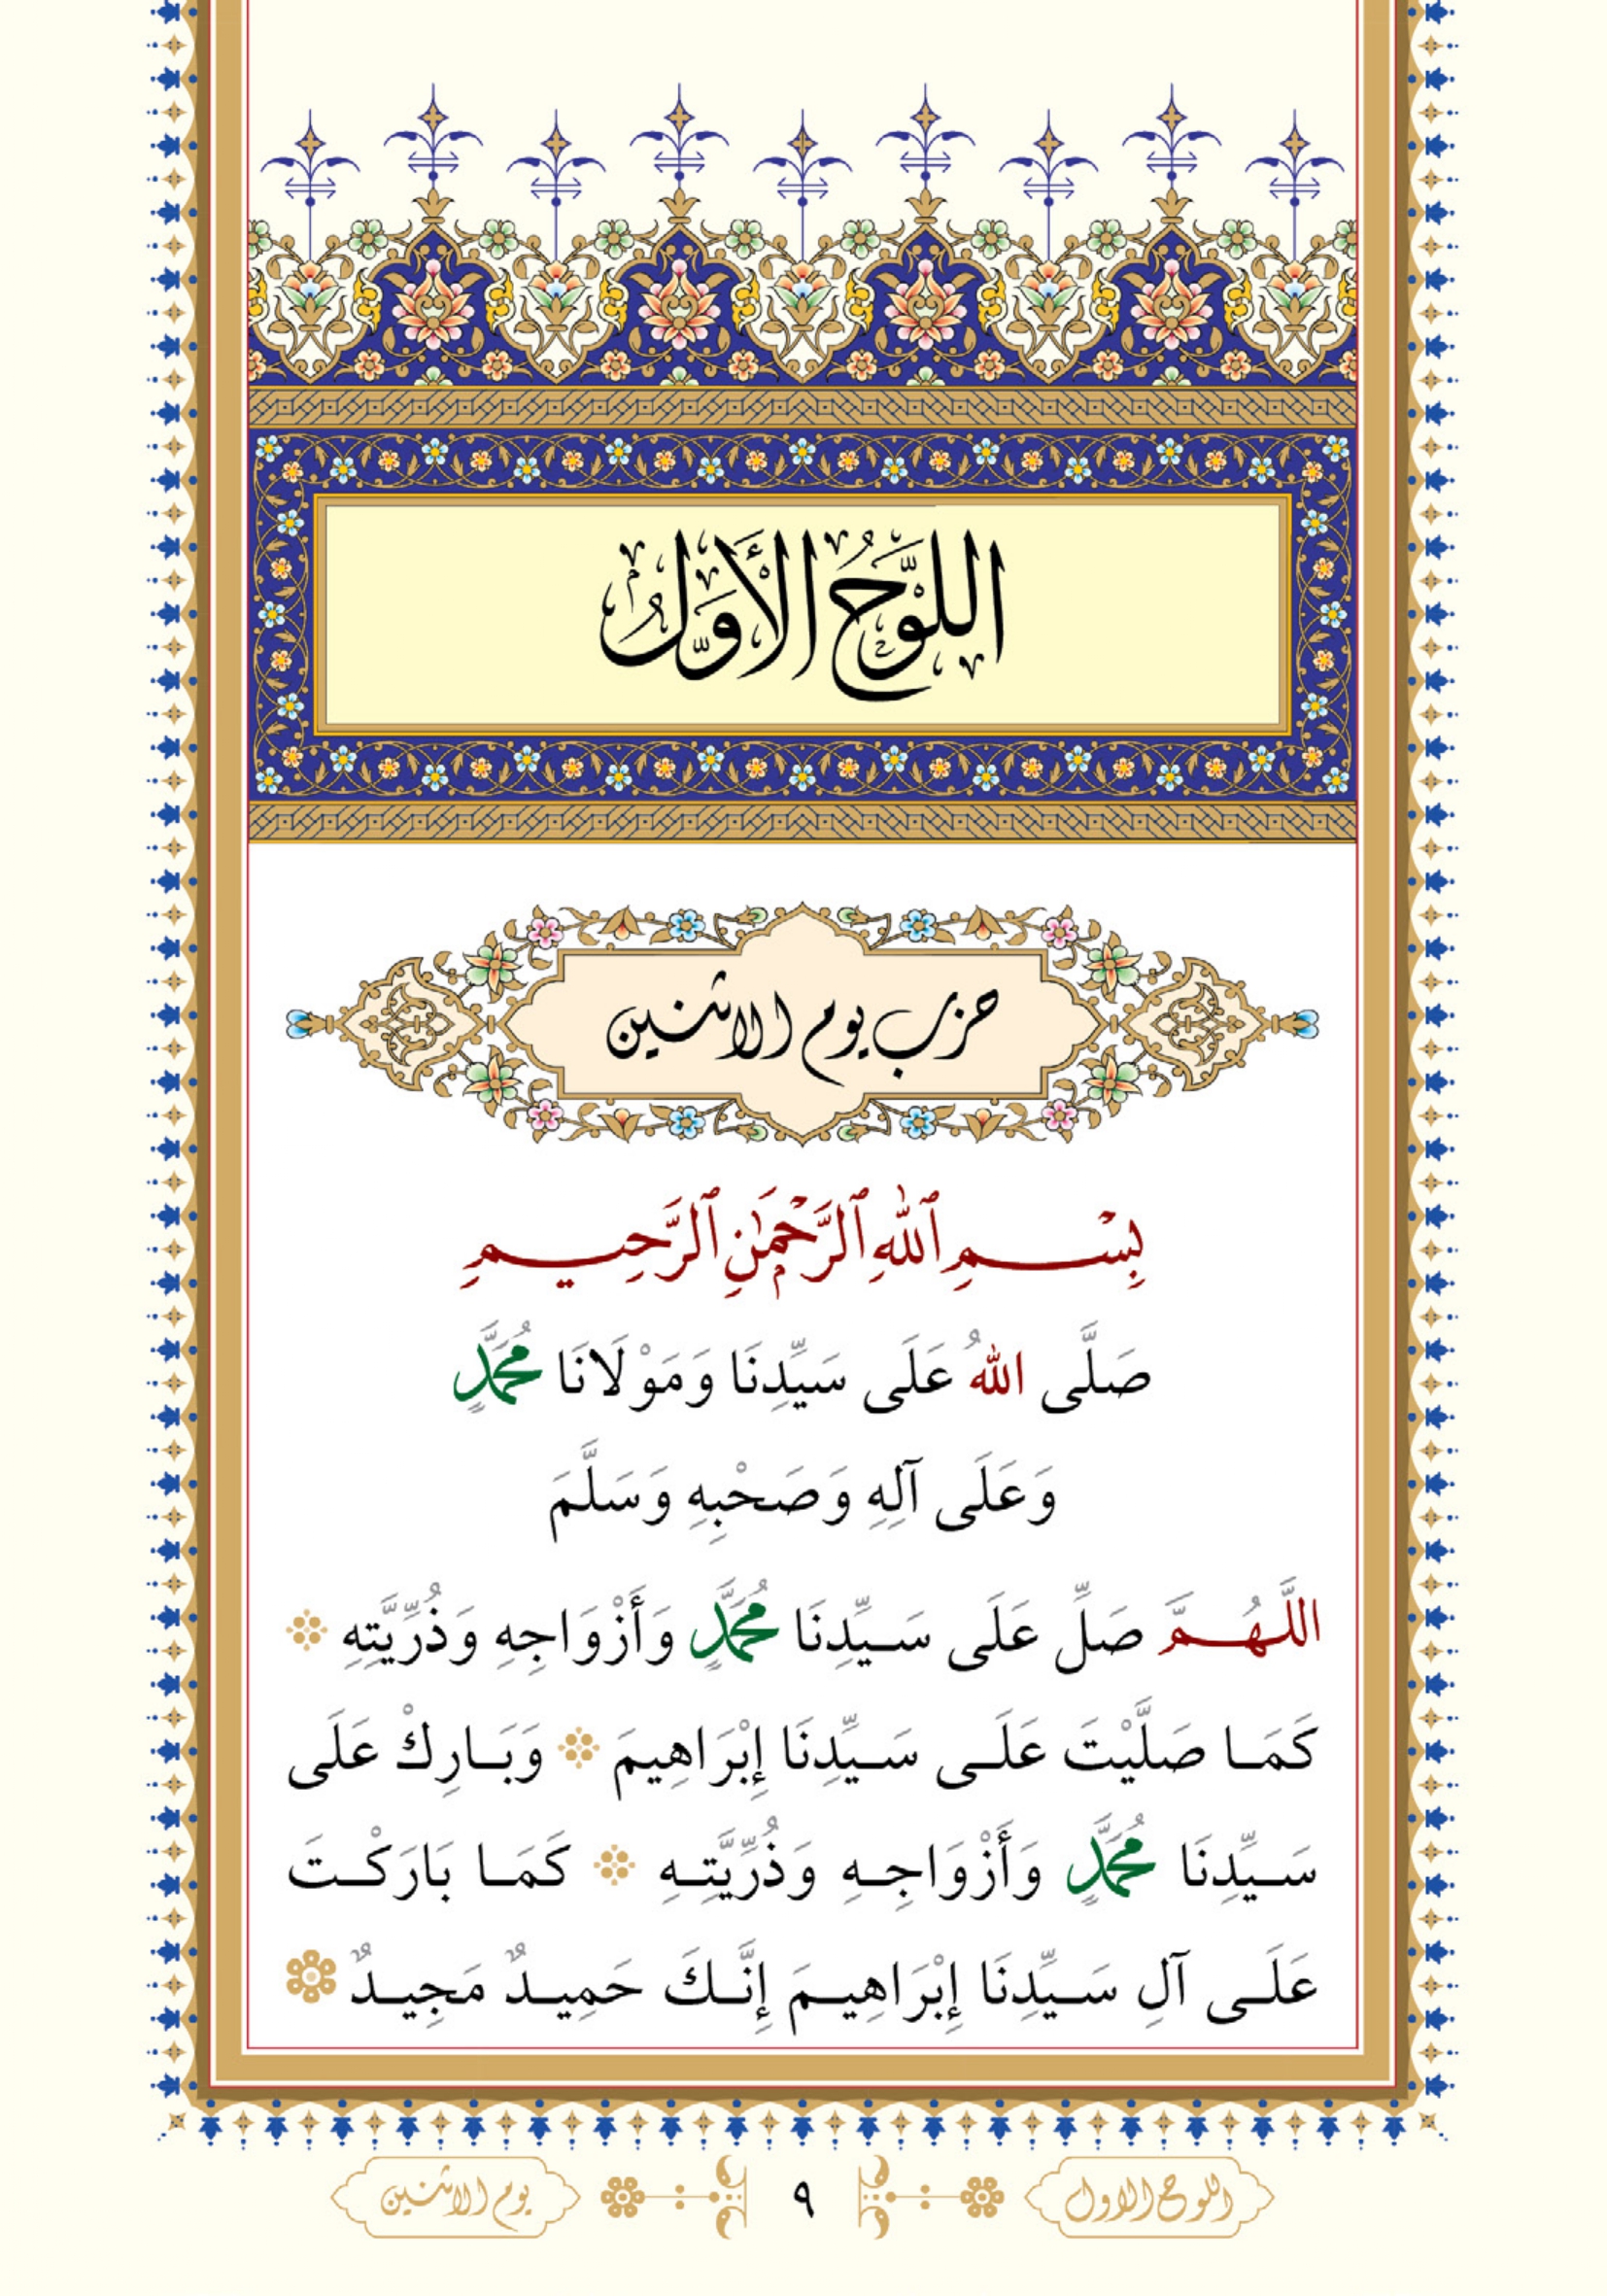 اللَّوْحُ الْأَوَّلُ
حزب يوم الاثنين
بِسْمِ ٱللَّهِ ٱلرَّحْمَٰنِ ٱلرَّحِيمِ
صَلَّى اللهُ عَلَى سَيِّدِنَا وَمَوْلَانَا مُحَمَّدٍ
وَعَلَى آلِهِ وَصَحْبِهِ وَسَلَّمَ
اللَّهُمَّ صَلِّ عَلَى سَيِّدِنَا مُحَمَّدٍ وَأَزْوَاجِهِ وَذُرِّيَّتِهِ
كَمَا صَلَّيْتَ عَلَى سَيِّدِنَا إِبْرَاهِيمَ وَبَارِكْ عَلَى
سَيِّدِنَا مُحَمَّدٍ وَأَزْوَاجِهِ وَذُرِّيَّتِهِ كَمَا بَارَكْتَ
عَلَى آلِ سَيِّدِنَا إِبْرَاهِيمَ إِنَّكَ حَمِيدٌ مَجِيدٌ
اللوح الاول ٩ يوم الاثنين